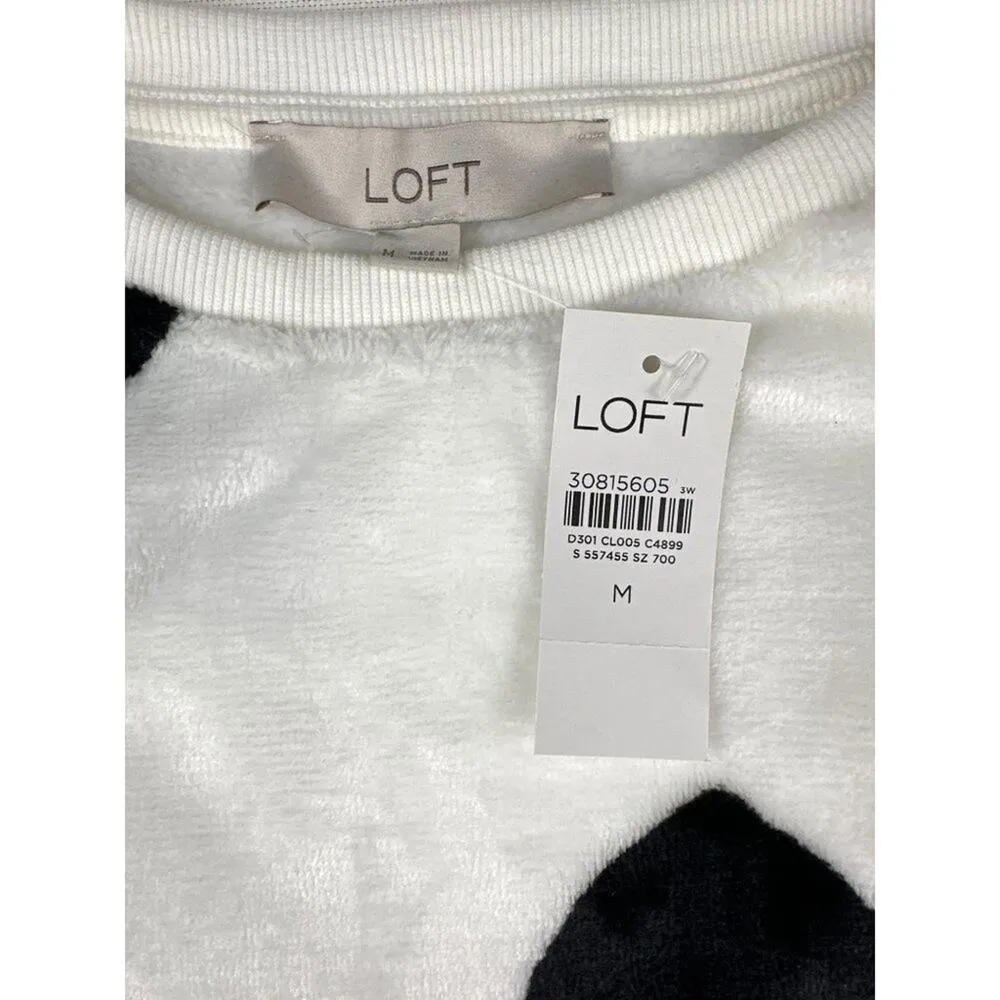 LOFT
M MADE IN
VIETNAM
LOFT
30815605 3W
D301 CL005 C4899
S 557455 SZ 700
M